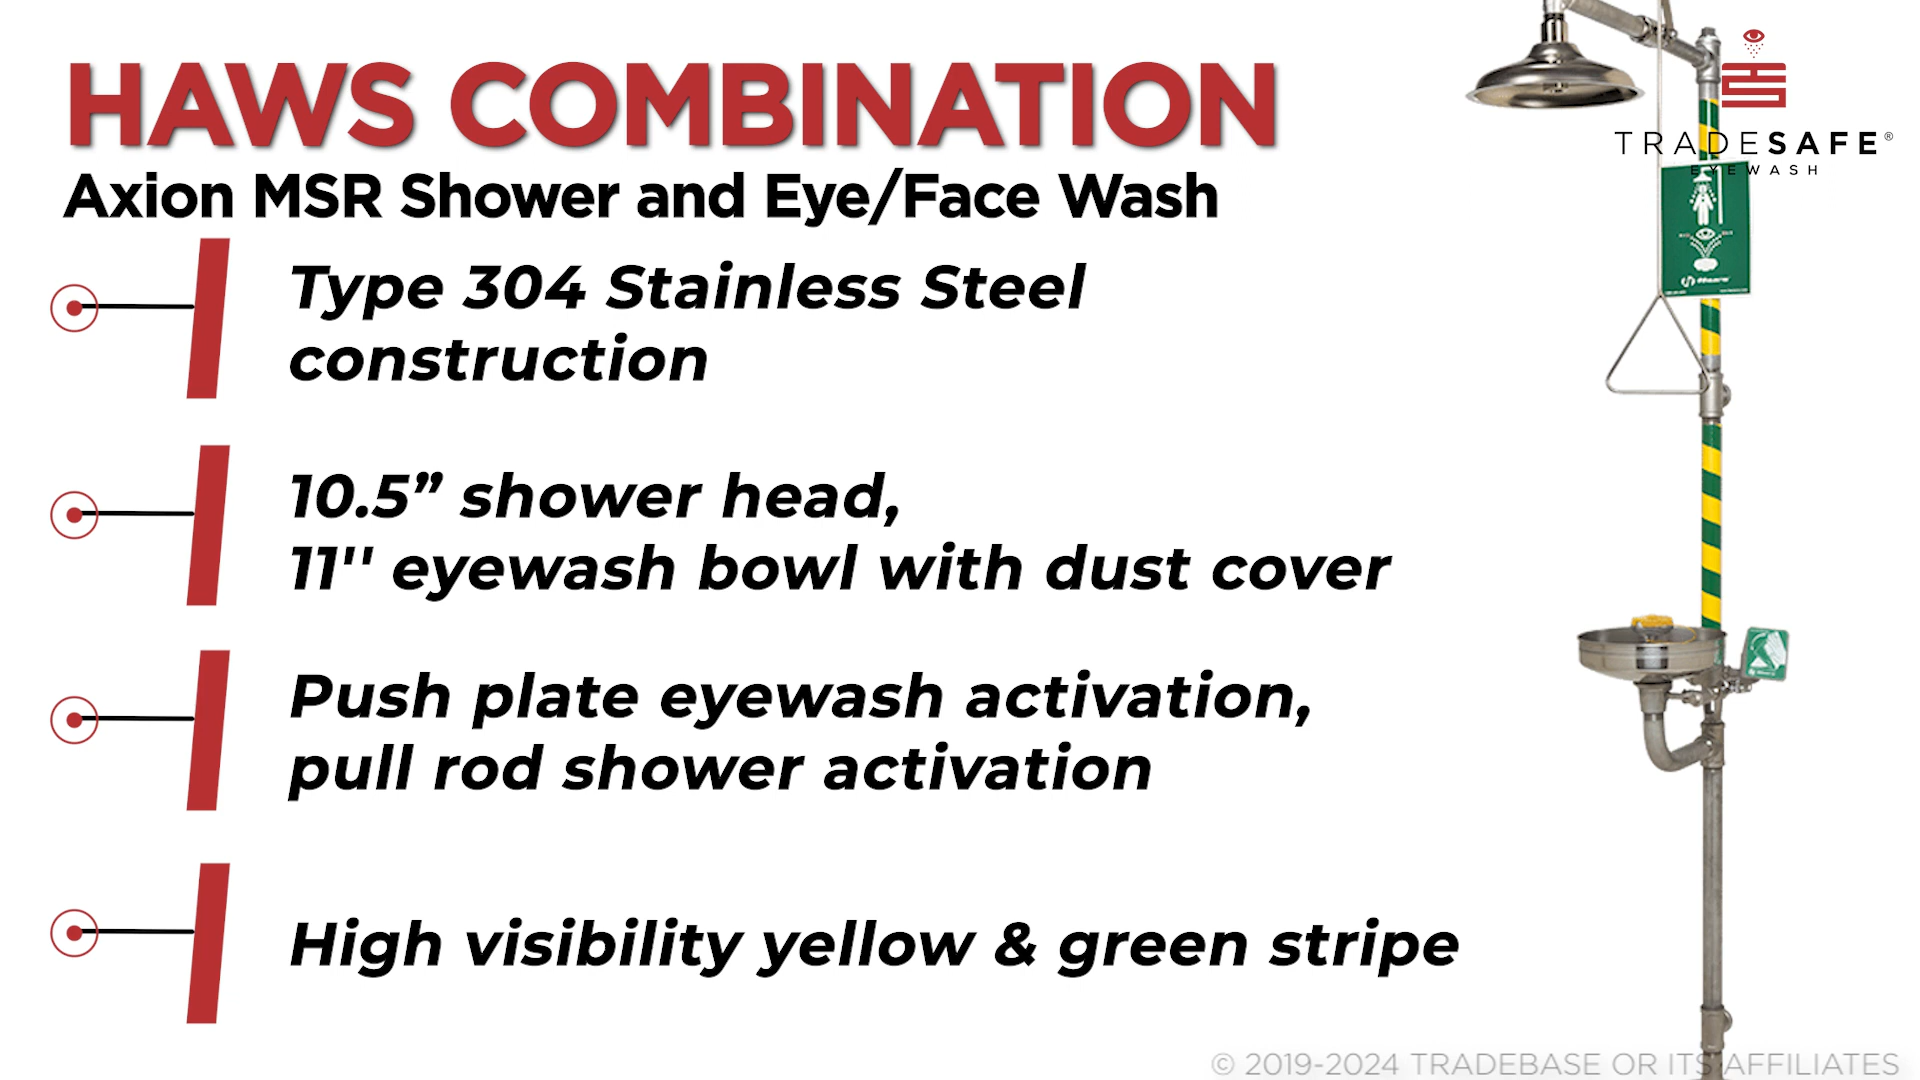 HAWS COMBINATION
Axion MSR Shower and Eye/Face Wash
Type 304 Stainless Steel
construction
10.5” shower head,
11'' eyewash bowl with dust cover
Push plate eyewash activation,
pull rod shower activation
High visibility yellow & green stripe
TRADESAFE®
EYEWASH
© 2019-2024 TRADEBASE OR ITS AFFILIATES